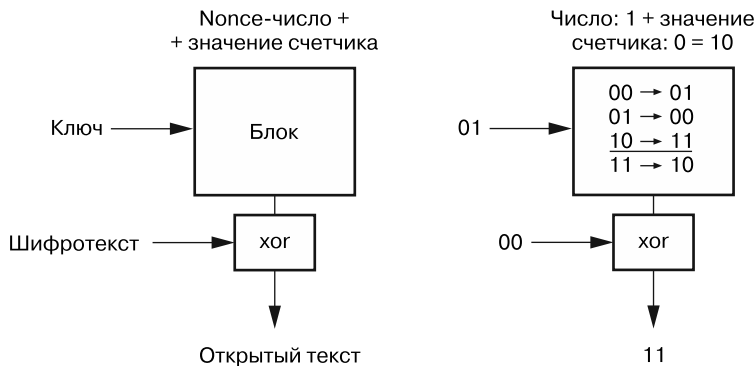 Nonce-число +
+ значение счетчика
Ключ
Блок
Шифротекст
xor
Открытый текст
Число: 1 + значение
счетчика: 0 = 10
01
00 → 01
01 → 00
10 → 11
11 → 10
00
xor
11